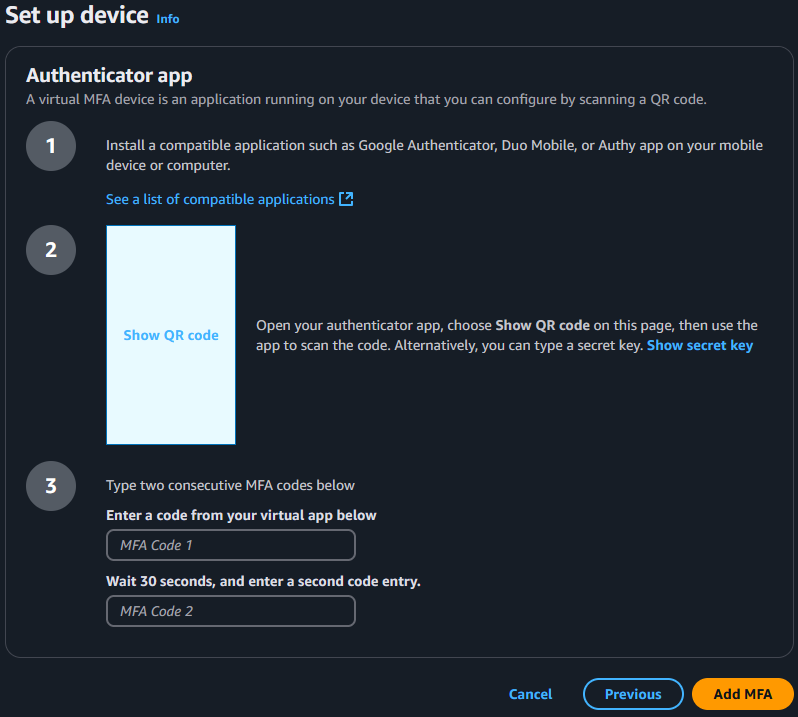 Set up device Info
Authenticator app
A virtual MFA device is an application running on your device that you can configure by scanning a QR code.
1
Install a compatible application such as Google Authenticator, Duo Mobile, or Authy app on your mobile
device or computer.
See a list of compatible applications
2
Show QR code
Open your authenticator app, choose Show QR code on this page, then use the
app to scan the code. Alternatively, you can type a secret key. Show secret key
3
Type two consecutive MFA codes below
Enter a code from your virtual app below
MFA Code 1
Wait 30 seconds, and enter a second code entry.
MFA Code 2
Cancel Previous Add MFA